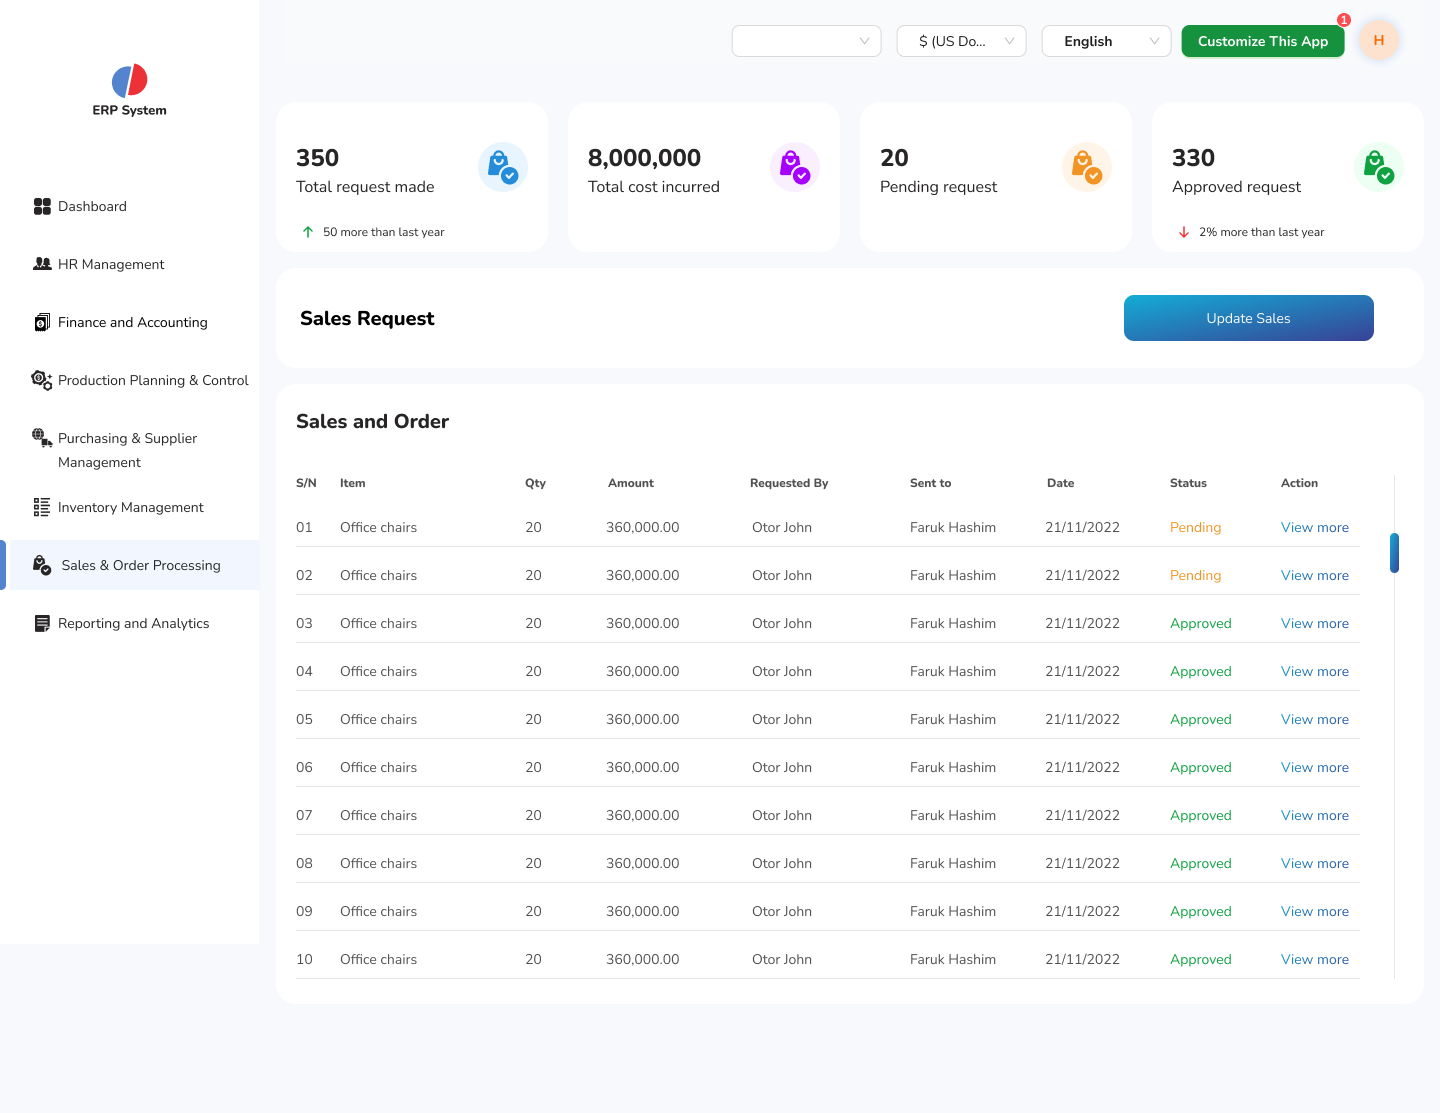 $ (US Do...
English
Customize This App
1
H
ERP System
Dashboard
HR Management
Finance and Accounting
Production Planning & Control
Purchasing & Supplier
Management
Inventory Management
Sales & Order Processing
Reporting and Analytics
350
Total request made
50 more than last year
8,000,000
Total cost incurred
20
Pending request
330
Approved request
2% more than last year
Sales Request
Update Sales
Sales and Order
S/N Item Qty Amount Requested By Sent to Date Status Action
01 Office chairs 20 360,000.00 Otor John Faruk Hashim 21/11/2022 Pending View more
02 Office chairs 20 360,000.00 Otor John Faruk Hashim 21/11/2022 Pending View more
03 Office chairs 20 360,000.00 Otor John Faruk Hashim 21/11/2022 Approved View more
04 Office chairs 20 360,000.00 Otor John Faruk Hashim 21/11/2022 Approved View more
05 Office chairs 20 360,000.00 Otor John Faruk Hashim 21/11/2022 Approved View more
06 Office chairs 20 360,000.00 Otor John Faruk Hashim 21/11/2022 Approved View more
07 Office chairs 20 360,000.00 Otor John Faruk Hashim 21/11/2022 Approved View more
08 Office chairs 20 360,000.00 Otor John Faruk Hashim 21/11/2022 Approved View more
09 Office chairs 20 360,000.00 Otor John Faruk Hashim 21/11/2022 Approved View more
10 Office chairs 20 360,000.00 Otor John Faruk Hashim 21/11/2022 Approved View more